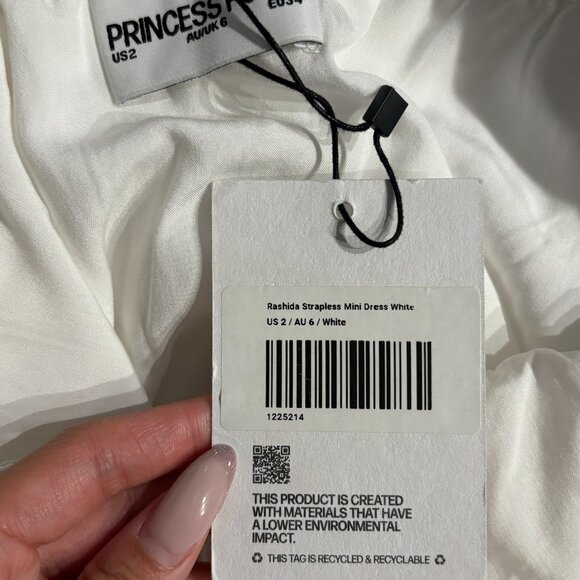 PRINCESS
US2
AU/UK 6
EU34
Rashida Strapless Mini Dress White
US 2 / AU 6 / White
1225214
THIS PRODUCT IS CREATED
WITH MATERIALS THAT HAVE
A LOWER ENVIRONMENTAL
IMPACT.
THIS TAG IS RECYCLED & RECYCLABLE